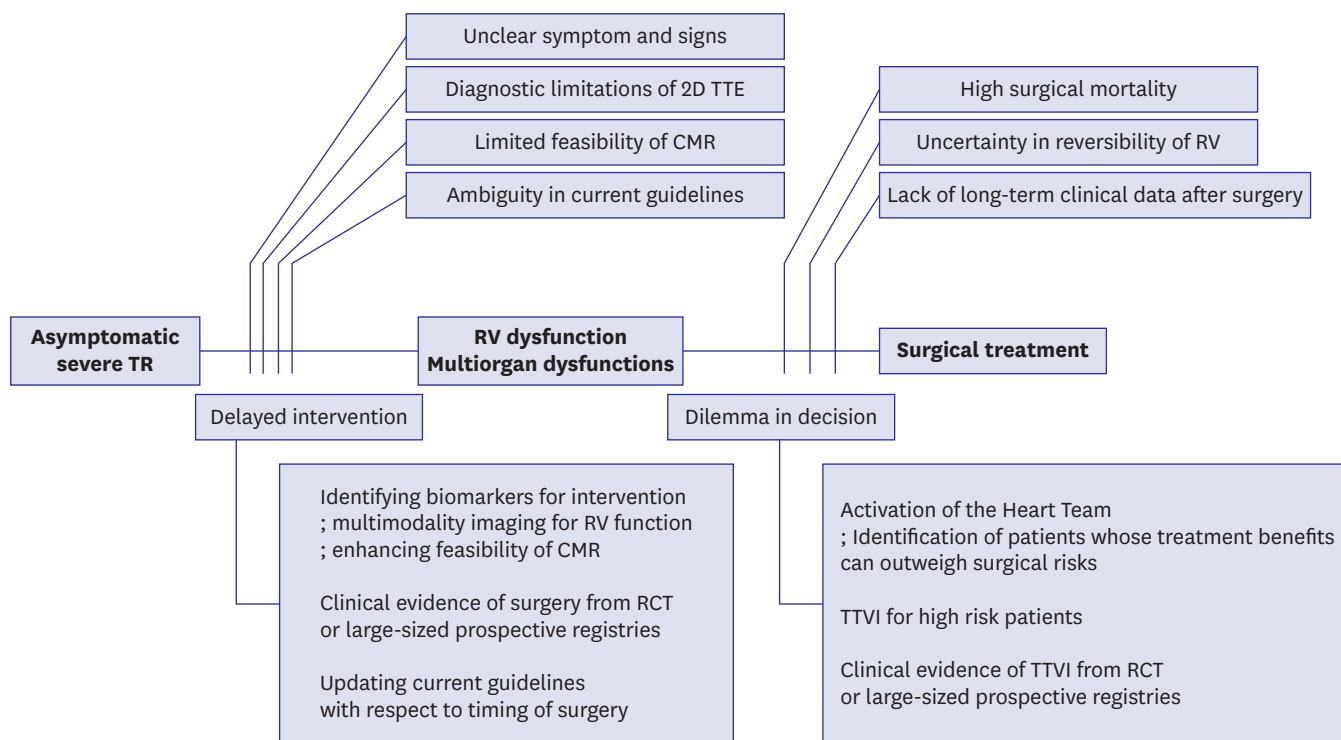 Unclear symptom and signs
Diagnostic limitations of 2D TTE
Limited feasibility of CMR
Ambiguity in current guidelines
High surgical mortality
Uncertainty in reversibility of RV
Lack of long-term clinical data after surgery
Asymptomatic
severe TR
RV dysfunction
Multiorgan dysfunctions
Surgical treatment
Delayed intervention
Dilemma in decision
Identifying biomarkers for intervention
; multimodality imaging for RV function
; enhancing feasibility of CMR
Clinical evidence of surgery from RCT
or large-sized prospective registries
Updating current guidelines
with respect to timing of surgery
Activation of the Heart Team
; Identification of patients whose treatment benefits
can outweigh surgical risks
TTVI for high risk patients
Clinical evidence of TTVI from RCT
or large-sized prospective registries